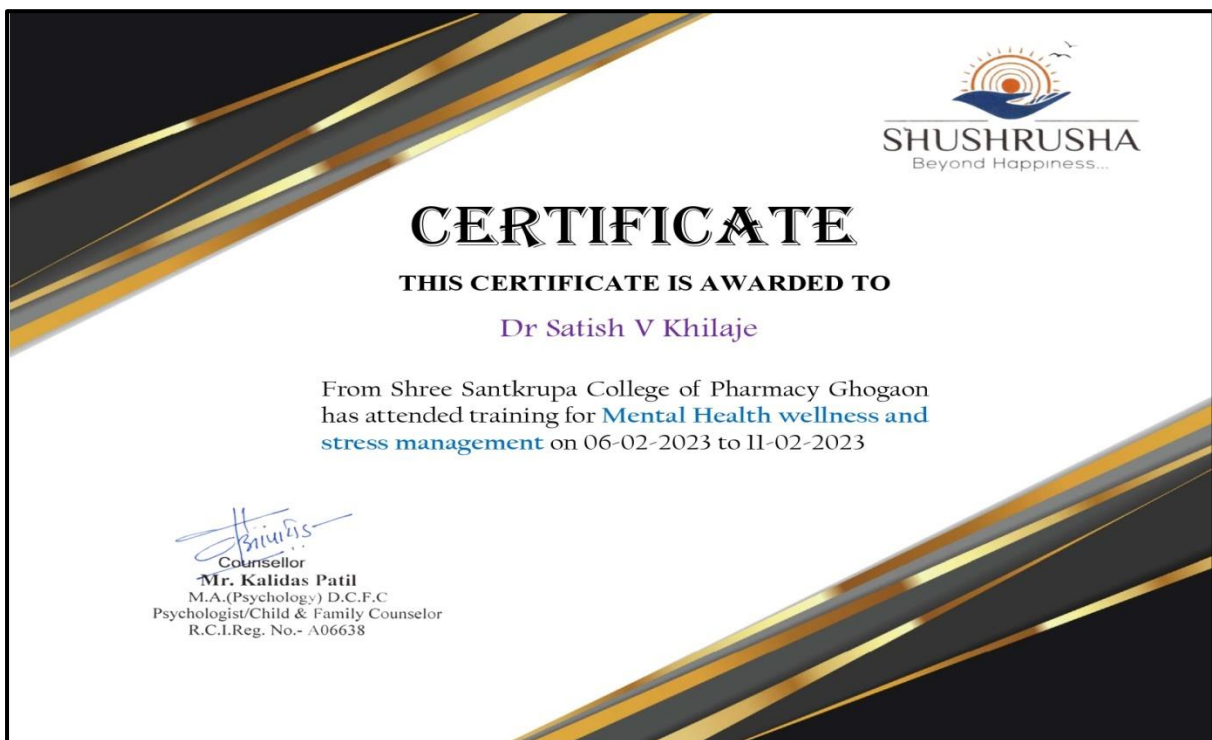 SHUSHRUSHA
Beyond Happiness...
CERTIFICATE
THIS CERTIFICATE IS AWARDED TO
Dr Satish V Khilaje
From Shree Santkrupa College of Pharmacy Ghogaon
has attended training for Mental Health wellness and
stress management on 06-02-2023 to 11-02-2023
Counsellor
Mr. Kalidas Patil
M.A.(Psychology) D.C.F.C
Psychologist/Child & Family Counselor
R.C.I.Reg. No.- A06638